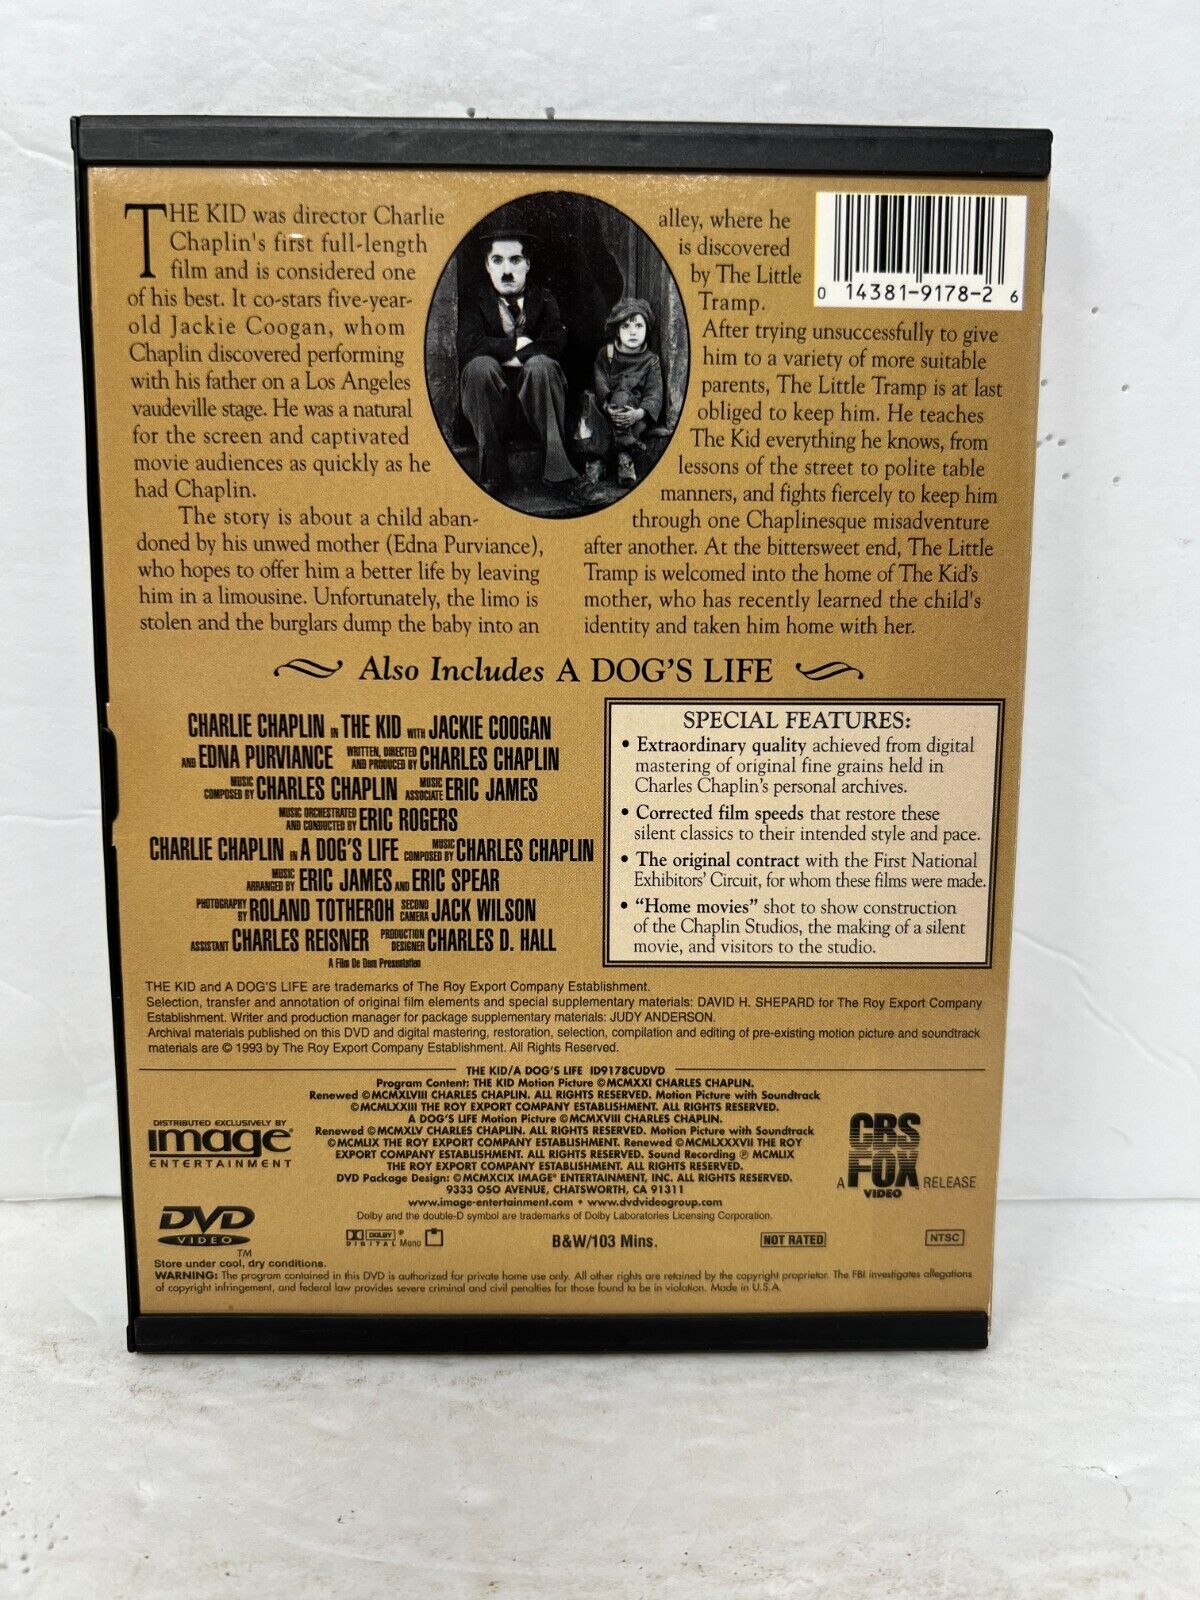 THE KID was director Charlie
Chaplin's first full-length
film and is considered one
of his best. It co-stars five-year-
old Jackie Coogan, whom
Chaplin discovered performing
with his father on a Los Angeles
vaudeville stage. He was a natural
for the screen and captivated
movie audiences as quickly as he
had Chaplin.
The story is about a child aban-
doned by his unwed mother (Edna Purviance),
who hopes to offer him a better life by leaving
him in a limousine. Unfortunately, the limo is
stolen and the burglars dump the baby into an
alley, where he
is discovered
by The Little
Tramp.
After trying unsuccessfully to give
him to a variety of more suitable
parents, The Little Tramp is at last
obliged to keep him. He teaches
The Kid everything he knows, from
lessons of the street to polite table
manners, and fights fiercely to keep him
through one Chaplinesque misadventure
after another. At the bittersweet end, The Little
Tramp is welcomed into the home of The Kid's
mother, who has recently learned the child's
identity and taken him home with her.
0 14381-9178-2 6
Also Includes A DOG'S LIFE
CHARLIE CHAPLIN IN THE KID WITH JACKIE COOGAN
AND EDNA PURVIANCE WRITTEN, DIRECTED AND PRODUCED BY CHARLES CHAPLIN
MUSIC COMPOSED BY CHARLES CHAPLIN MUSIC ASSOCIATE ERIC JAMES
MUSIC ORCHESTRATED AND CONDUCTED BY ERIC ROGERS
CHARLIE CHAPLIN IN A DOG'S LIFE MUSIC COMPOSED BY CHARLES CHAPLIN
MUSIC ARRANGED BY ERIC JAMES AND ERIC SPEAR
PHOTOGRAPHY BY ROLAND TOTHEROH SECOND CAMERA JACK WILSON
ASSISTANT CHARLES REISNER PRODUCTION DESIGNER CHARLES D. HALL
A Film De Dem Presentation
SPECIAL FEATURES:
• Extraordinary quality achieved from digital
mastering of original fine grains held in
Charles Chaplin's personal archives.
• Corrected film speeds that restore these
silent classics to their intended style and pace.
• The original contract with the First National
Exhibitors' Circuit, for whom these films were made.
• "Home movies" shot to show construction
of the Chaplin Studios, the making of a silent
movie, and visitors to the studio.
THE KID and A DOG'S LIFE are trademarks of The Roy Export Company Establishment.
Selection, transfer and annotation of original film elements and special supplementary materials: DAVID H. SHEPARD for The Roy Export Company
Establishment. Writer and production manager for package supplementary materials: JUDY ANDERSON.
Archival materials published on this DVD and digital mastering, restoration, selection, compilation and editing of pre-existing motion picture and soundtrack
materials are © 1993 by The Roy Export Company Establishment. All Rights Reserved.
THE KID/A DOG'S LIFE ID9178CUDVD
Program Content: THE KID Motion Picture ©MCMXXI CHARLES CHAPLIN.
Renewed ©MCMXLVIII CHARLES CHAPLIN. ALL RIGHTS RESERVED. Motion Picture with Soundtrack
©MCMLXXIII THE ROY EXPORT COMPANY ESTABLISHMENT. ALL RIGHTS RESERVED.
A DOG'S LIFE Motion Picture ©MCMXVIII CHARLES CHAPLIN.
Renewed ©MCMXLV CHARLES CHAPLIN. ALL RIGHTS RESERVED. Motion Picture with Soundtrack
©MCMLIX THE ROY EXPORT COMPANY ESTABLISHMENT. Renewed ©MCMLXXXVII THE ROY
EXPORT COMPANY ESTABLISHMENT. ALL RIGHTS RESERVED. Sound Recording ℗ MCMLIX
THE ROY EXPORT COMPANY ESTABLISHMENT. ALL RIGHTS RESERVED.
DVD Package Design: ©MCMXCIX IMAGE® ENTERTAINMENT, INC. ALL RIGHTS RESERVED.
9333 OSO AVENUE, CHATSWORTH, CA 91311
www.image-entertainment.com • www.dvdvideogroup.com
Dolby and the double-D symbol are trademarks of Dolby Laboratories Licensing Corporation.
DISTRIBUTED EXCLUSIVELY BY
image®
ENTERTAINMENT
CBS
FOX
VIDEO
A RELEASE
DVD
VIDEO
TM
DOLBY
DIGITAL Mono
B&W/103 Mins.
NOT RATED
NTSC
Store under cool, dry conditions.
WARNING: The program contained in this DVD is authorized for private home use only. All other rights are retained by the copyright proprietor. The FBI investigates allegations
of copyright infringement, and federal law provides severe criminal and civil penalties for those found to be in violation. Made in U.S.A.